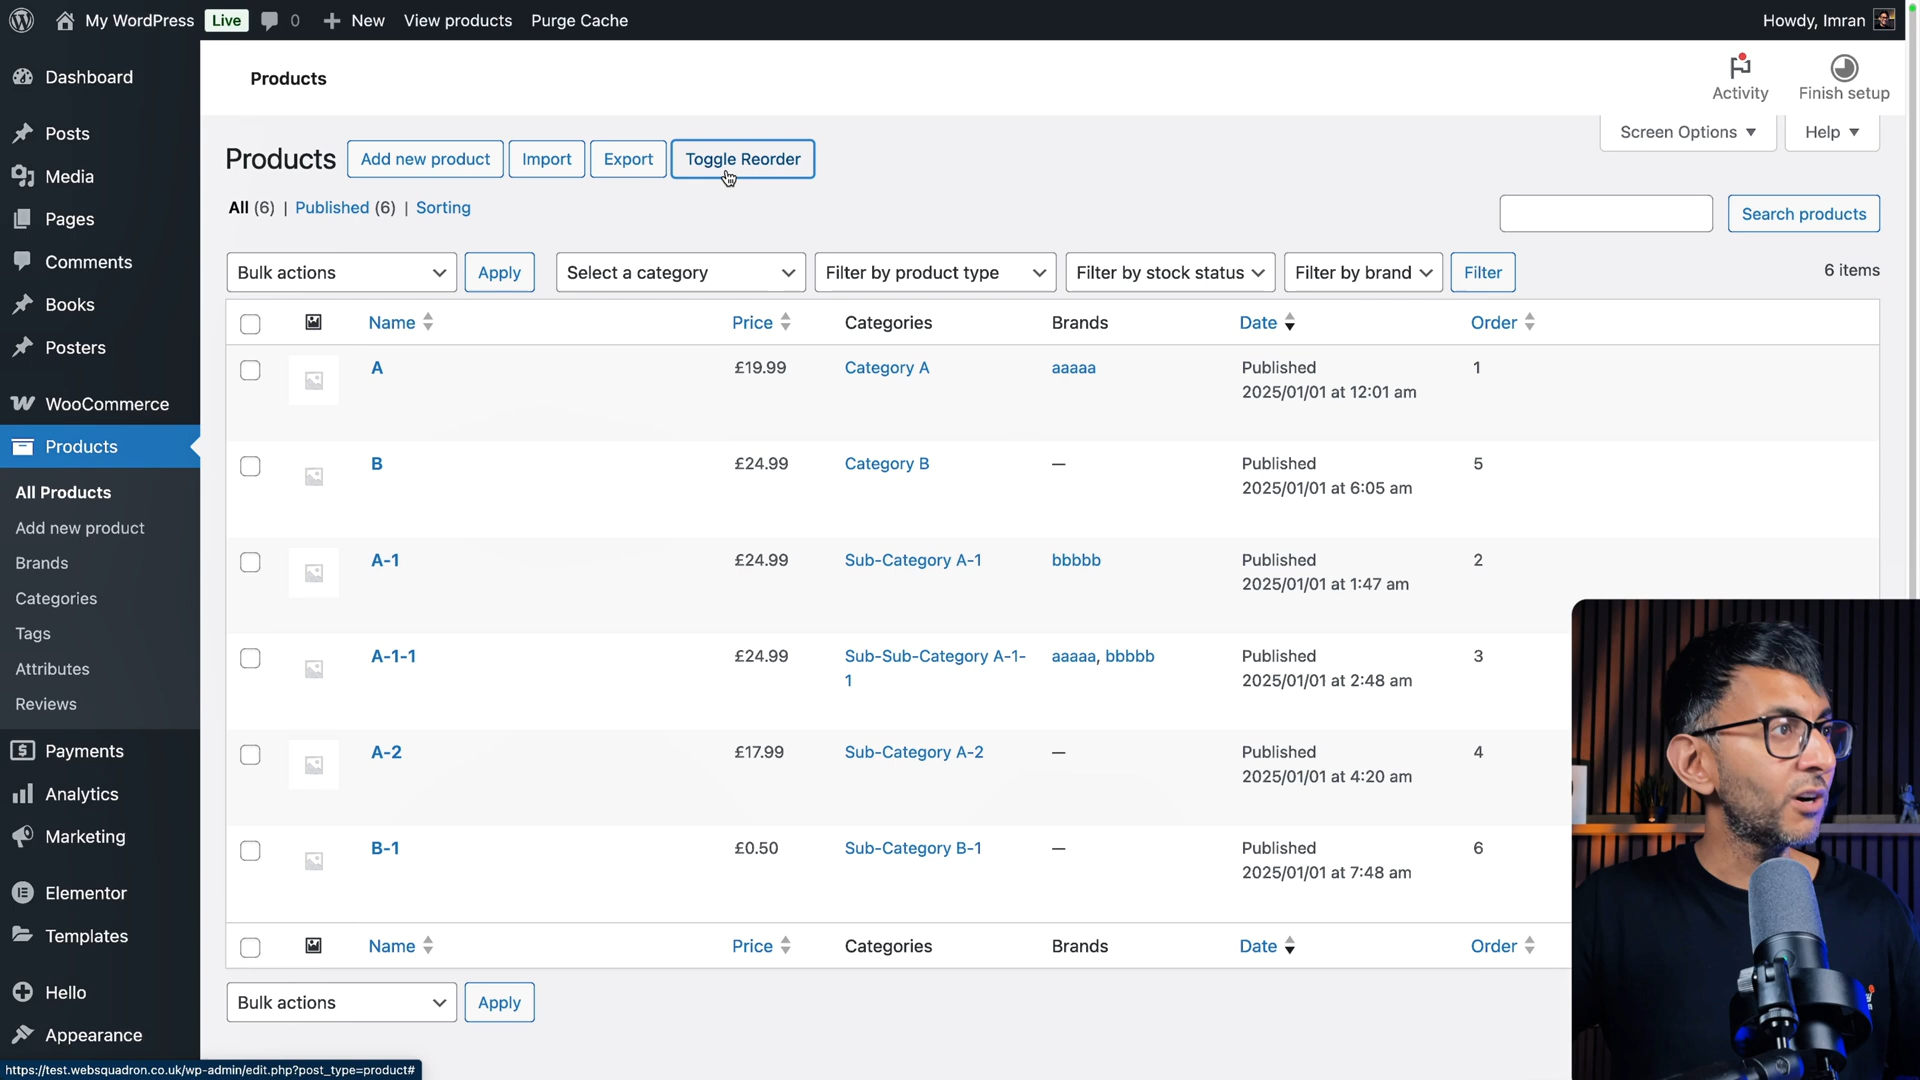 My WordPress Live 0 New View products Purge Cache Howdy, Imran
Dashboard
Posts
Media
Pages
Comments
Books
Posters
WooCommerce
Products
All Products
Add new product
Brands
Categories
Tags
Attributes
Reviews
Payments
Analytics
Marketing
Elementor
Templates
Hello
Appearance
Products
Activity
Finish setup
Screen Options
Help
Products Add new product Import Export Toggle Reorder
All (6) | Published (6) | Sorting
Search products
Bulk actions Apply Select a category Filter by product type Filter by stock status Filter by brand Filter 6 items
Name Price Categories Brands Date Order
A £19.99 Category A aaaaa Published 1
2025/01/01 at 12:01 am
B £24.99 Category B — Published 5
2025/01/01 at 6:05 am
A-1 £24.99 Sub-Category A-1 bbbbb Published 2
2025/01/01 at 1:47 am
A-1-1 £24.99 Sub-Sub-Category A-1- aaaaa, bbbbb Published 3
1 2025/01/01 at 2:48 am
A-2 £17.99 Sub-Category A-2 — Published 4
2025/01/01 at 4:20 am
B-1 £0.50 Sub-Category B-1 — Published 6
2025/01/01 at 7:48 am
Name Price Categories Brands Date Order
Bulk actions Apply
https://test.websquadron.co.uk/wp-admin/edit.php?post_type=product#